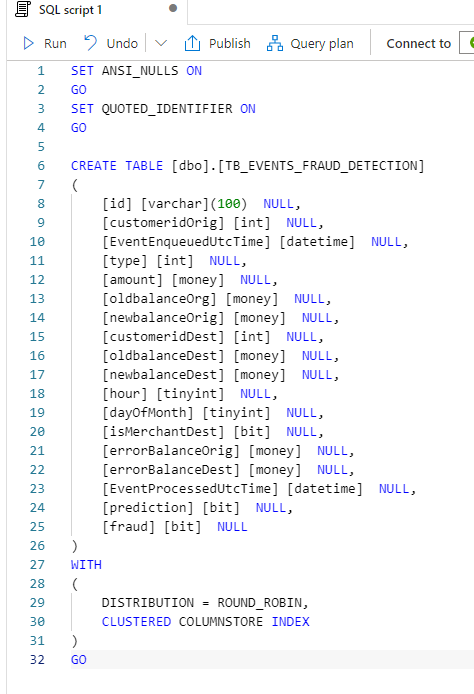 SQL script 1
Run Undo Publish Query plan Connect to
1 SET ANSI_NULLS ON
2 GO
3 SET QUOTED_IDENTIFIER ON
4 GO
5
6 CREATE TABLE [dbo].[TB_EVENTS_FRAUD_DETECTION]
7 (
8 [id] [varchar](100)  NULL,
9 [customeridOrig] [int]  NULL,
10 [EventEnqueuedUtcTime] [datetime]  NULL,
11 [type] [int]  NULL,
12 [amount] [money]  NULL,
13 [oldbalanceOrg] [money]  NULL,
14 [newbalanceOrig] [money]  NULL,
15 [customeridDest] [int]  NULL,
16 [oldbalanceDest] [money]  NULL,
17 [newbalanceDest] [money]  NULL,
18 [hour] [tinyint]  NULL,
19 [dayOfMonth] [tinyint]  NULL,
20 [isMerchantDest] [bit]  NULL,
21 [errorBalanceOrig] [money]  NULL,
22 [errorBalanceDest] [money]  NULL,
23 [EventProcessedUtcTime] [datetime]  NULL,
24 [prediction] [bit]  NULL,
25 [fraud] [bit]  NULL
26 )
27 WITH
28 (
29 DISTRIBUTION = ROUND_ROBIN,
30 CLUSTERED COLUMNSTORE INDEX
31 )
32 GO